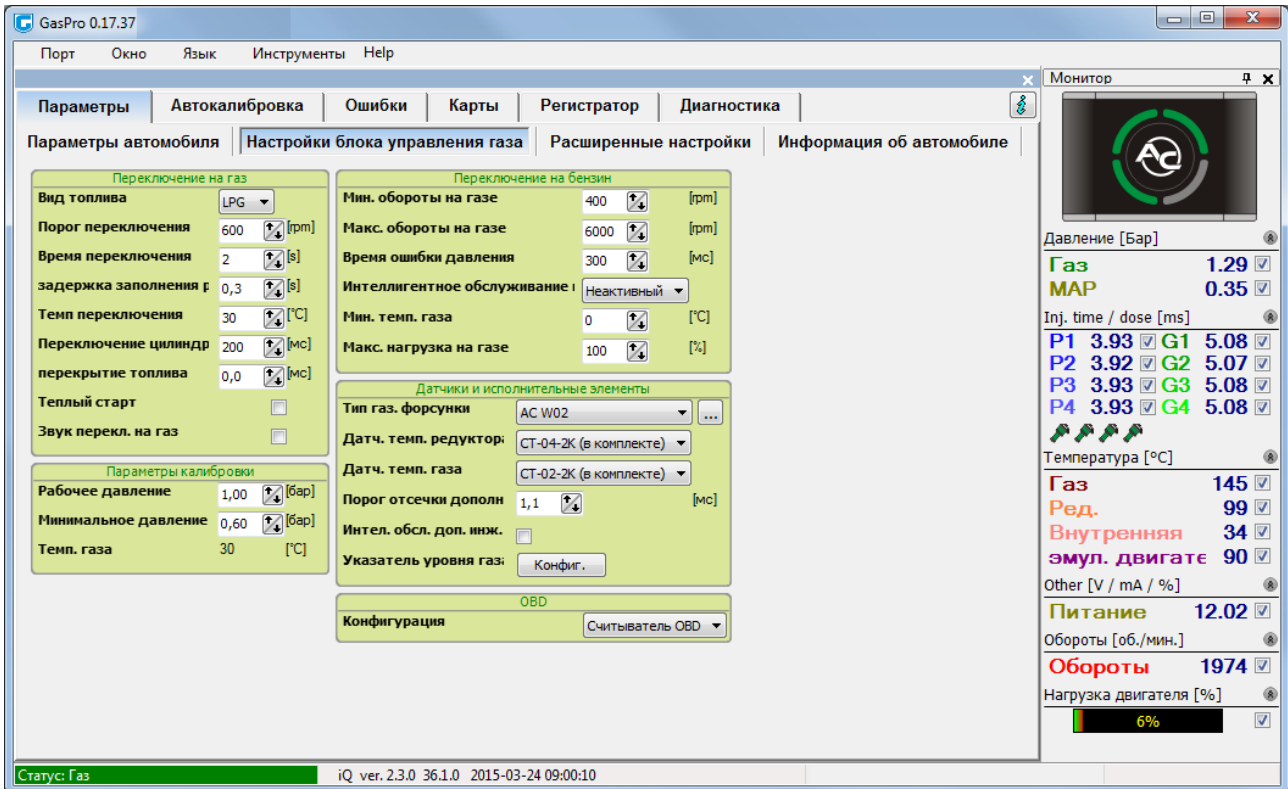 GasPro 0.17.37
Порт Окно Язык Инструменты Help
Параметры Автокалибровка Ошибки Карты Регистратор Диагностика
Параметры автомобиля Настройки блока управления газа Расширенные настройки Информация об автомобиле
Переключение на газ
Вид топлива LPG
Порог переключения 600 [rpm]
Время переключения 2 [s]
задержка заполнения р 0,3 [s]
Темп переключения 30 [°C]
Переключение цилиндр 200 [мс]
перекрытие топлива 0,0 [мс]
Теплый старт
Звук перекл. на газ
Параметры калибровки
Рабочее давление 1,00 [бар]
Минимальное давление 0,60 [бар]
Темп. газа 30 [°C]
Переключение на бензин
Мин. обороты на газе 400 [rpm]
Макс. обороты на газе 6000 [rpm]
Время ошибки давления 300 [мс]
Интеллигентное обслуживание Неактивный
Мин. темп. газа 0 [°C]
Макс. нагрузка на газе 100 [%]
Датчики и исполнительные элементы
Тип газ. форсунки AC W02 ...
Датч. темп. редуктора CT-04-2K (в комплекте)
Датч. темп. газа CT-02-2K (в комплекте)
Порог отсечки дополн 1,1 [мс]
Интел. обсл. доп. инж.
Указатель уровня газа Конфиг.
OBD
Конфигурация Считыватель OBD
Монитор
AC
Давление [Бар]
Газ 1.29
MAP 0.35
Inj. time / dose [ms]
P1 3.93 G1 5.08
P2 3.92 G2 5.07
P3 3.93 G3 5.08
P4 3.93 G4 5.08
Температура [°C]
Газ 145
Ред. 99
Внутренняя 34
эмул. двигате 90
Other [V / mA / %]
Питание 12.02
Обороты [об./мин.]
Обороты 1974
Нагрузка двигателя [%]
6%
Статус: Газ iQ ver. 2.3.0 36.1.0 2015-03-24 09:00:10